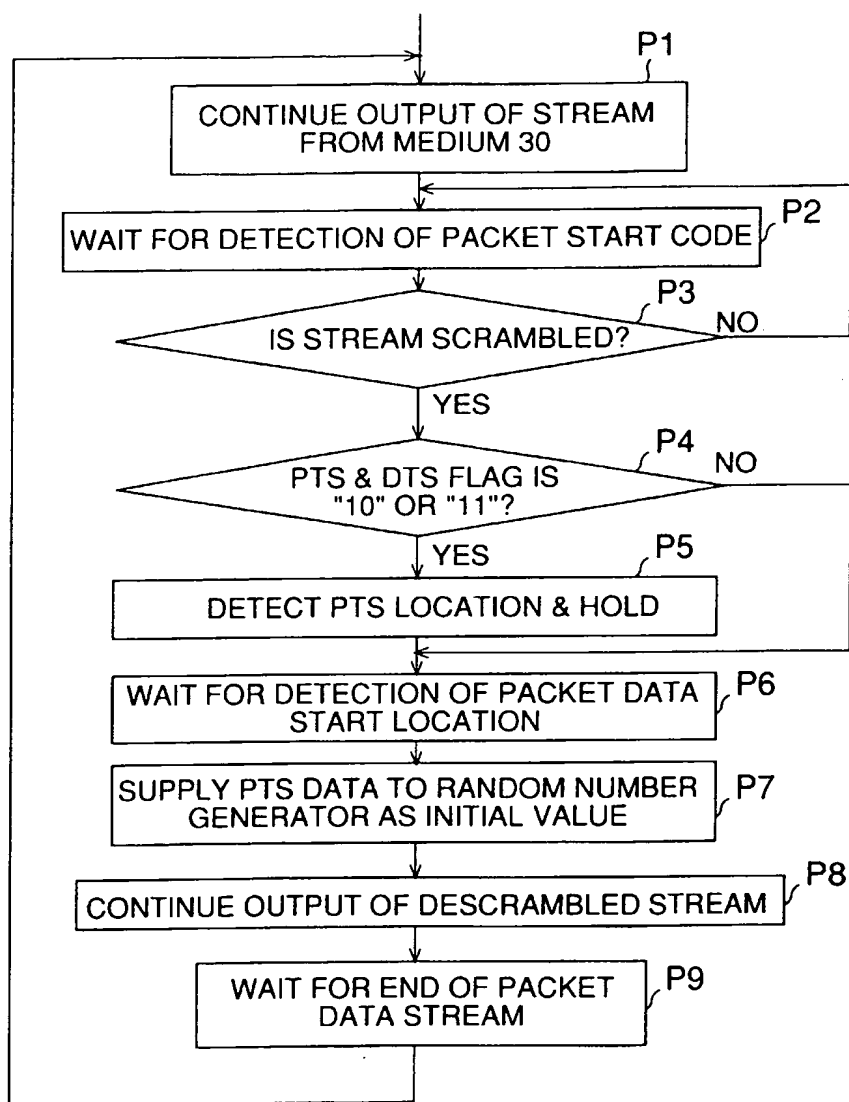 P1
CONTINUE OUTPUT OF STREAM
FROM MEDIUM 30
P2
WAIT FOR DETECTION OF PACKET START CODE
P3
IS STREAM SCRAMBLED?
NO
YES
P4
PTS & DTS FLAG IS
"10" OR "11"?
NO
YES
P5
DETECT PTS LOCATION & HOLD
WAIT FOR DETECTION OF PACKET DATA
START LOCATION
P6
SUPPLY PTS DATA TO RANDOM NUMBER
GENERATOR AS INITIAL VALUE
P7
CONTINUE OUTPUT OF DESCRAMBLED STREAM
P8
WAIT FOR END OF PACKET
DATA STREAM
P9